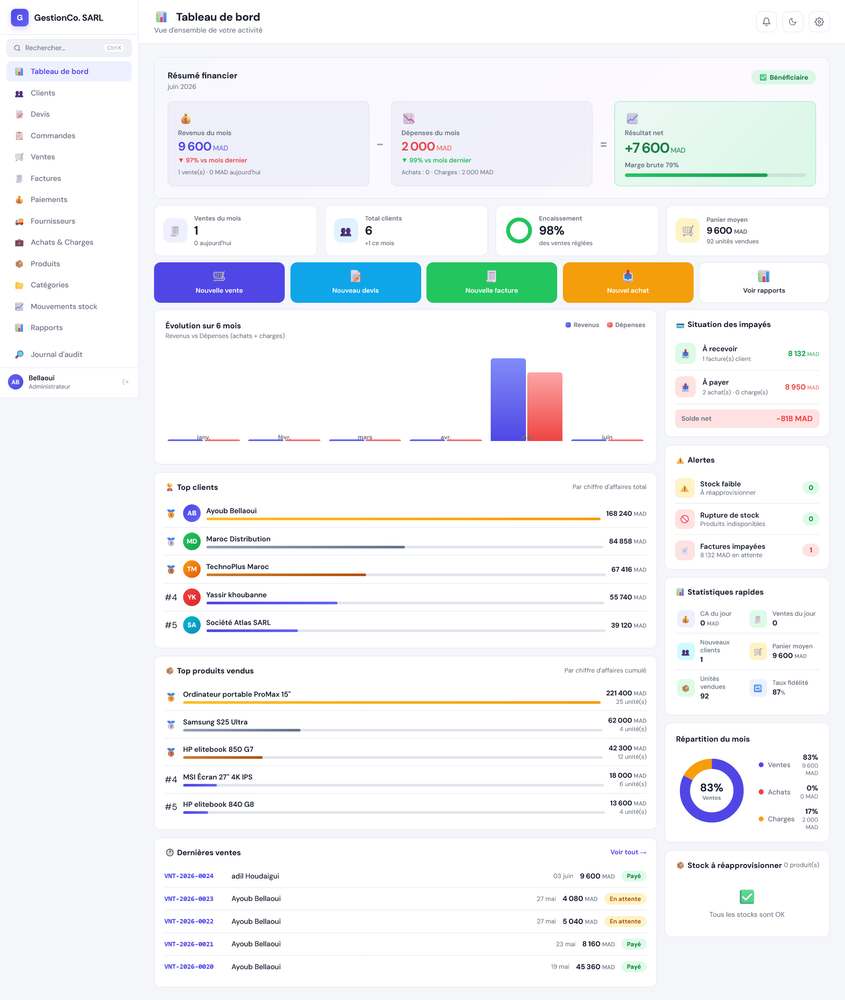 G
GestionCo. SARL
Rechercher...
Ctrl K
Tableau de bord
Clients
Devis
Commandes
Ventes
Factures
Paiements
Fournisseurs
Achats & Charges
Produits
Catégories
Mouvements stock
Rapports
Journal d'audit
AB
Bellaoui
Administrateur
Tableau de bord
Vue d'ensemble de votre activité
Résumé financier
juin 2026
✅ Bénéficiaire
Revenus du mois
9 600 MAD
▼ 97% vs mois dernier
1 vente(s) · 0 MAD aujourd'hui
−
Dépenses du mois
2 000 MAD
▼ 99% vs mois dernier
Achats : 0 · Charges : 2 000 MAD
=
Résultat net
+7 600 MAD
Marge brute 79%
Ventes du mois
1
0 aujourd'hui
Total clients
6
+1 ce mois
Encaissement
98%
des ventes réglées
Panier moyen
9 600 MAD
92 unités vendues
Nouvelle vente
Nouveau devis
Nouvelle facture
Nouvel achat
Voir rapports
Évolution sur 6 mois
Revenus vs Dépenses (achats + charges)
Revenus
Dépenses
janv.
févr.
mars
avr.
mai
juin
Top clients
Par chiffre d'affaires total
1
AB
Ayoub Bellaoui
168 240 MAD
2
MD
Maroc Distribution
84 858 MAD
3
TM
TechnoPlus Maroc
67 416 MAD
#4
YK
Yassir khoubanne
55 740 MAD
#5
SA
Société Atlas SARL
39 120 MAD
Top produits vendus
Par chiffre d'affaires cumulé
1
Ordinateur portable ProMax 15"
221 400 MAD
25 unité(s)
2
Samsung S25 Ultra
62 000 MAD
4 unité(s)
3
HP elitebook 850 G7
42 300 MAD
12 unité(s)
#4
MSI Écran 27" 4K IPS
18 000 MAD
6 unité(s)
#5
HP elitebook 840 G8
13 600 MAD
4 unité(s)
Dernières ventes
Voir tout →
VNT-2026-0024 adil Houdaigui 03 juin 9 600 MAD Payé
VNT-2026-0023 Ayoub Bellaoui 27 mai 4 080 MAD En attente
VNT-2026-0022 Ayoub Bellaoui 27 mai 5 040 MAD En attente
VNT-2026-0021 Ayoub Bellaoui 23 mai 8 160 MAD Payé
VNT-2026-0020 Ayoub Bellaoui 19 mai 45 360 MAD Payé
Situation des impayés
À recevoir
1 facture(s) client
8 132 MAD
À payer
2 achat(s) · 0 charge(s)
8 950 MAD
Solde net
−818 MAD
Alertes
Stock faible
À réapprovisionner
0
Rupture de stock
Produits indisponibles
0
Factures impayées
8 132 MAD en attente
1
Statistiques rapides
CA du jour
0 MAD
Ventes du jour
0
Nouveaux
clients
1
Panier moyen
9 600 MAD
Unités
vendues
92
Taux fidélité
87%
Répartition du mois
83%
Ventes
Ventes
83%
9 600
MAD
Achats
0%
0 MAD
Charges
17%
2 000
MAD
Stock à réapprovisionner
0 produit(s)
Tous les stocks sont OK